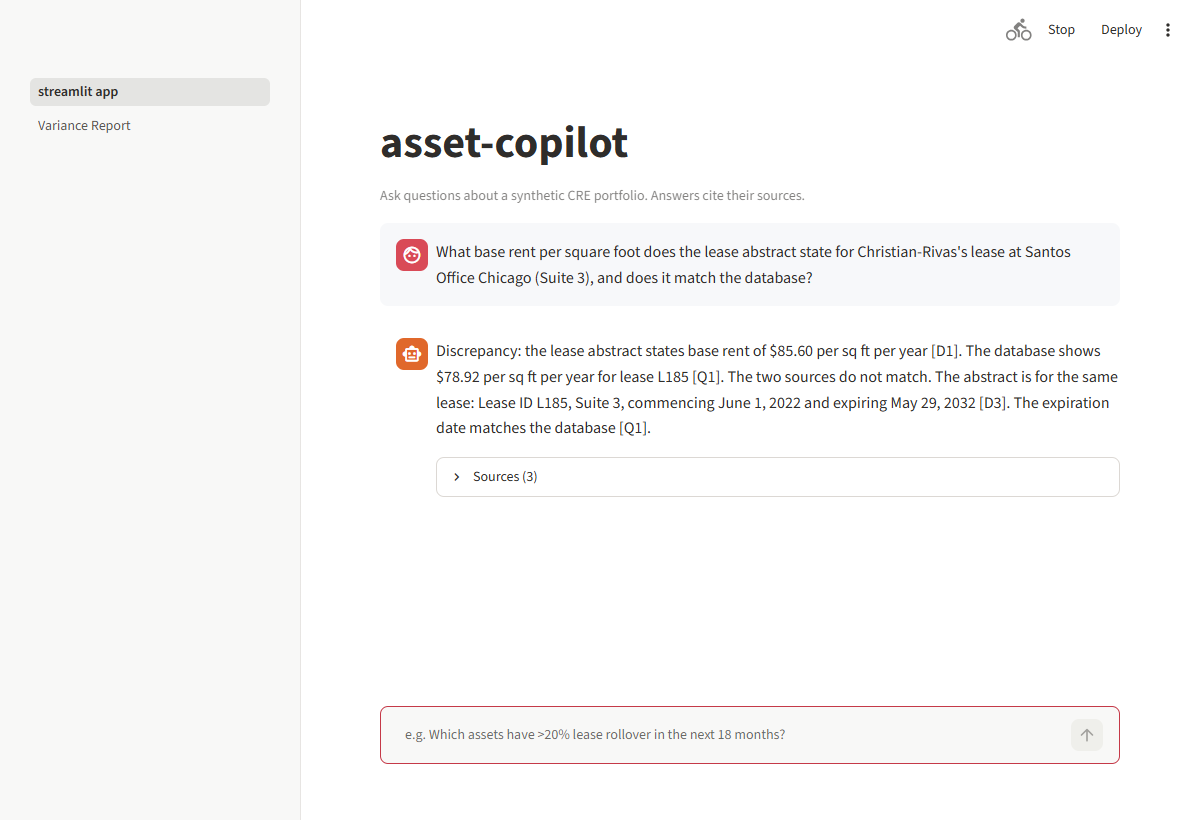 Stop
Deploy
streamlit app
Variance Report
asset-copilot
Ask questions about a synthetic CRE portfolio. Answers cite their sources.
What base rent per square foot does the lease abstract state for Christian-Rivas's lease at Santos
Office Chicago (Suite 3), and does it match the database?
Discrepancy: the lease abstract states base rent of $85.60 per sq ft per year [D1]. The database shows
$78.92 per sq ft per year for lease L185 [Q1]. The two sources do not match. The abstract is for the same
lease: Lease ID L185, Suite 3, commencing June 1, 2022 and expiring May 29, 2032 [D3]. The expiration
date matches the database [Q1].
Sources (3)
e.g. Which assets have >20% lease rollover in the next 18 months?